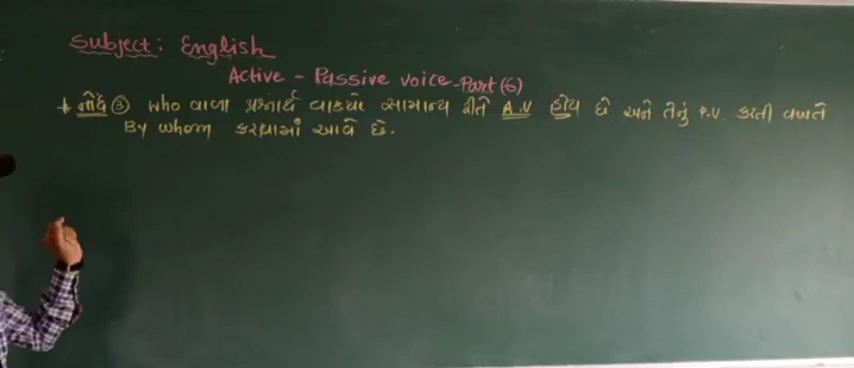 Subject: English
Active - Passive voice - Part (6)
* નોંધ ③ who વાળા પ્રશ્નાર્થ વાક્યો સામાન્ય રીતે A.V હોય છે અને તેનું P.V. કરતી વખતે
By whom કરવામાં આવે છે.